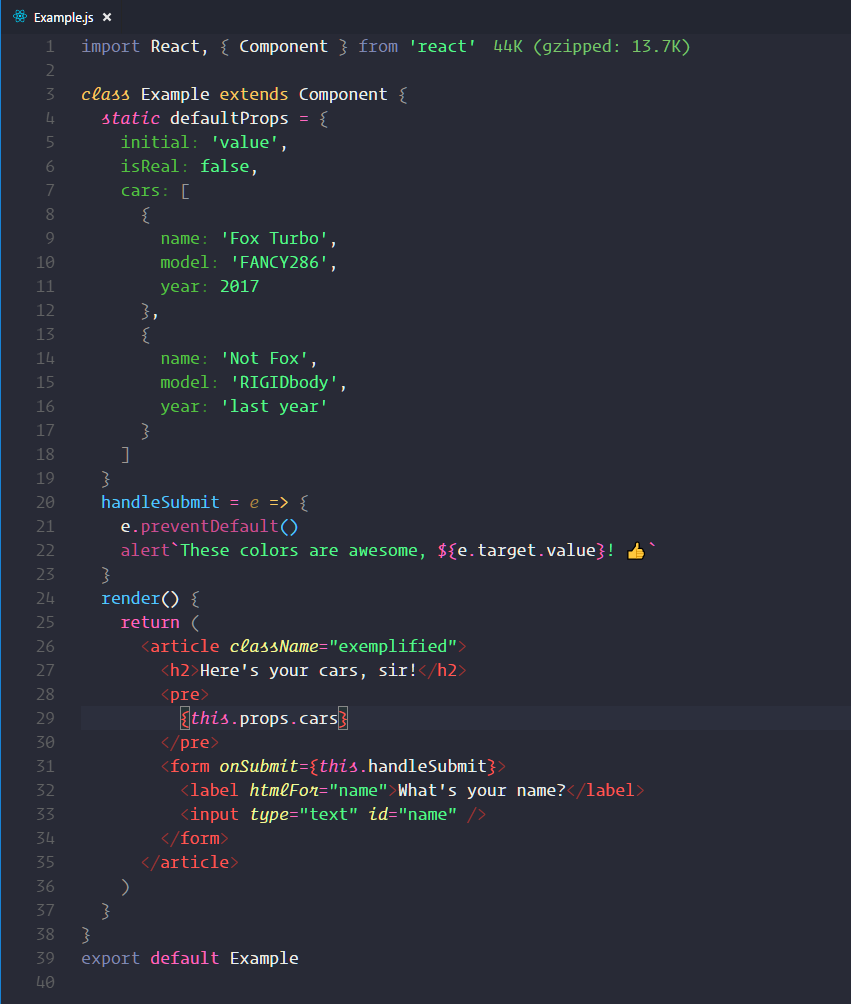 Example.js ×
1 import React, { Component } from 'react' 44K (gzipped: 13.7K)
2
3 class Example extends Component {
4   static defaultProps = {
5     initial: 'value',
6     isReal: false,
7     cars: [
8       {
9         name: 'Fox Turbo',
10         model: 'FANCY286',
11         year: 2017
12       },
13       {
14         name: 'Not Fox',
15         model: 'RIGIDbody',
16         year: 'last year'
17       }
18     ]
19   }
20   handleSubmit = e => {
21     e.preventDefault()
22     alert`These colors are awesome, ${e.target.value}! 👍`
23   }
24   render() {
25     return (
26       <article className="exemplified">
27         <h2>Here's your cars, sir!</h2>
28         <pre>
29           {this.props.cars}
30         </pre>
31         <form onSubmit={this.handleSubmit}>
32           <label htmlFor="name">What's your name?</label>
33           <input type="text" id="name" />
34         </form>
35       </article>
36     )
37   }
38 }
39 export default Example
40